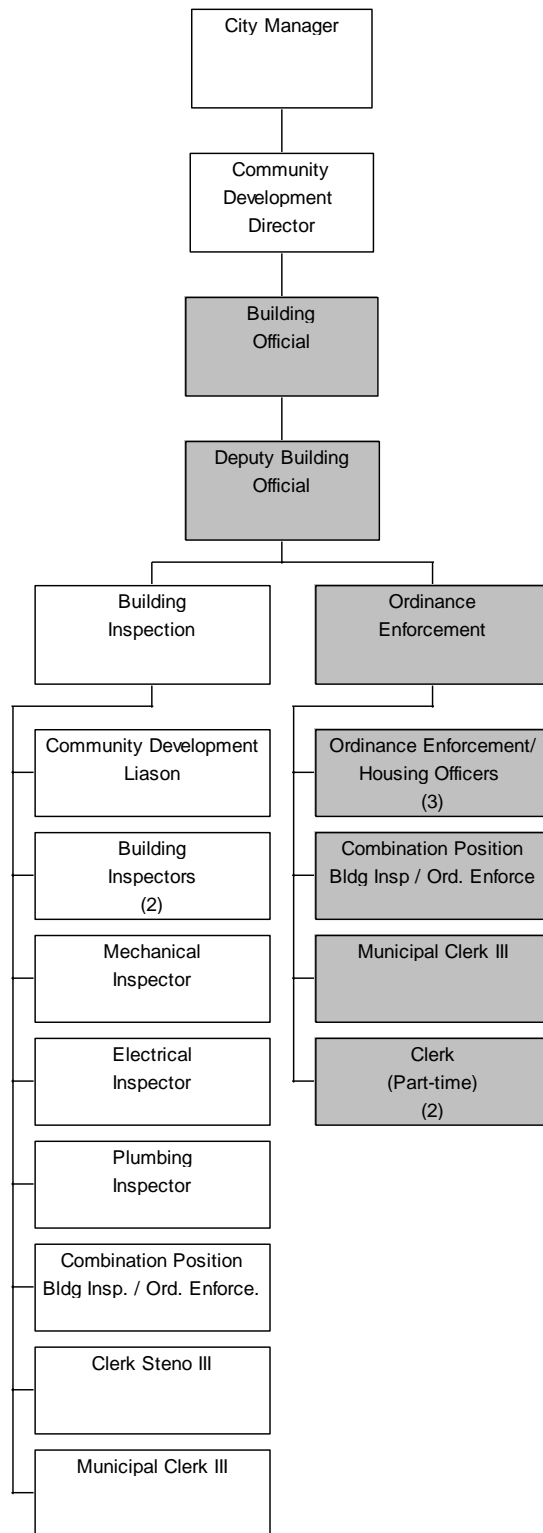 City Manager
Community
Development
Director
Building
Official
Deputy Building
Official
Building
Inspection
Ordinance
Enforcement
Community Development
Liason
Building
Inspectors
(2)
Mechanical
Inspector
Electrical
Inspector
Plumbing
Inspector
Combination Position
Bldg Insp. / Ord. Enforce.
Clerk Steno III
Municipal Clerk III
Ordinance Enforcement/
Housing Officers
(3)
Combination Position
Bldg Insp / Ord. Enforce
Municipal Clerk III
Clerk
(Part-time)
(2)